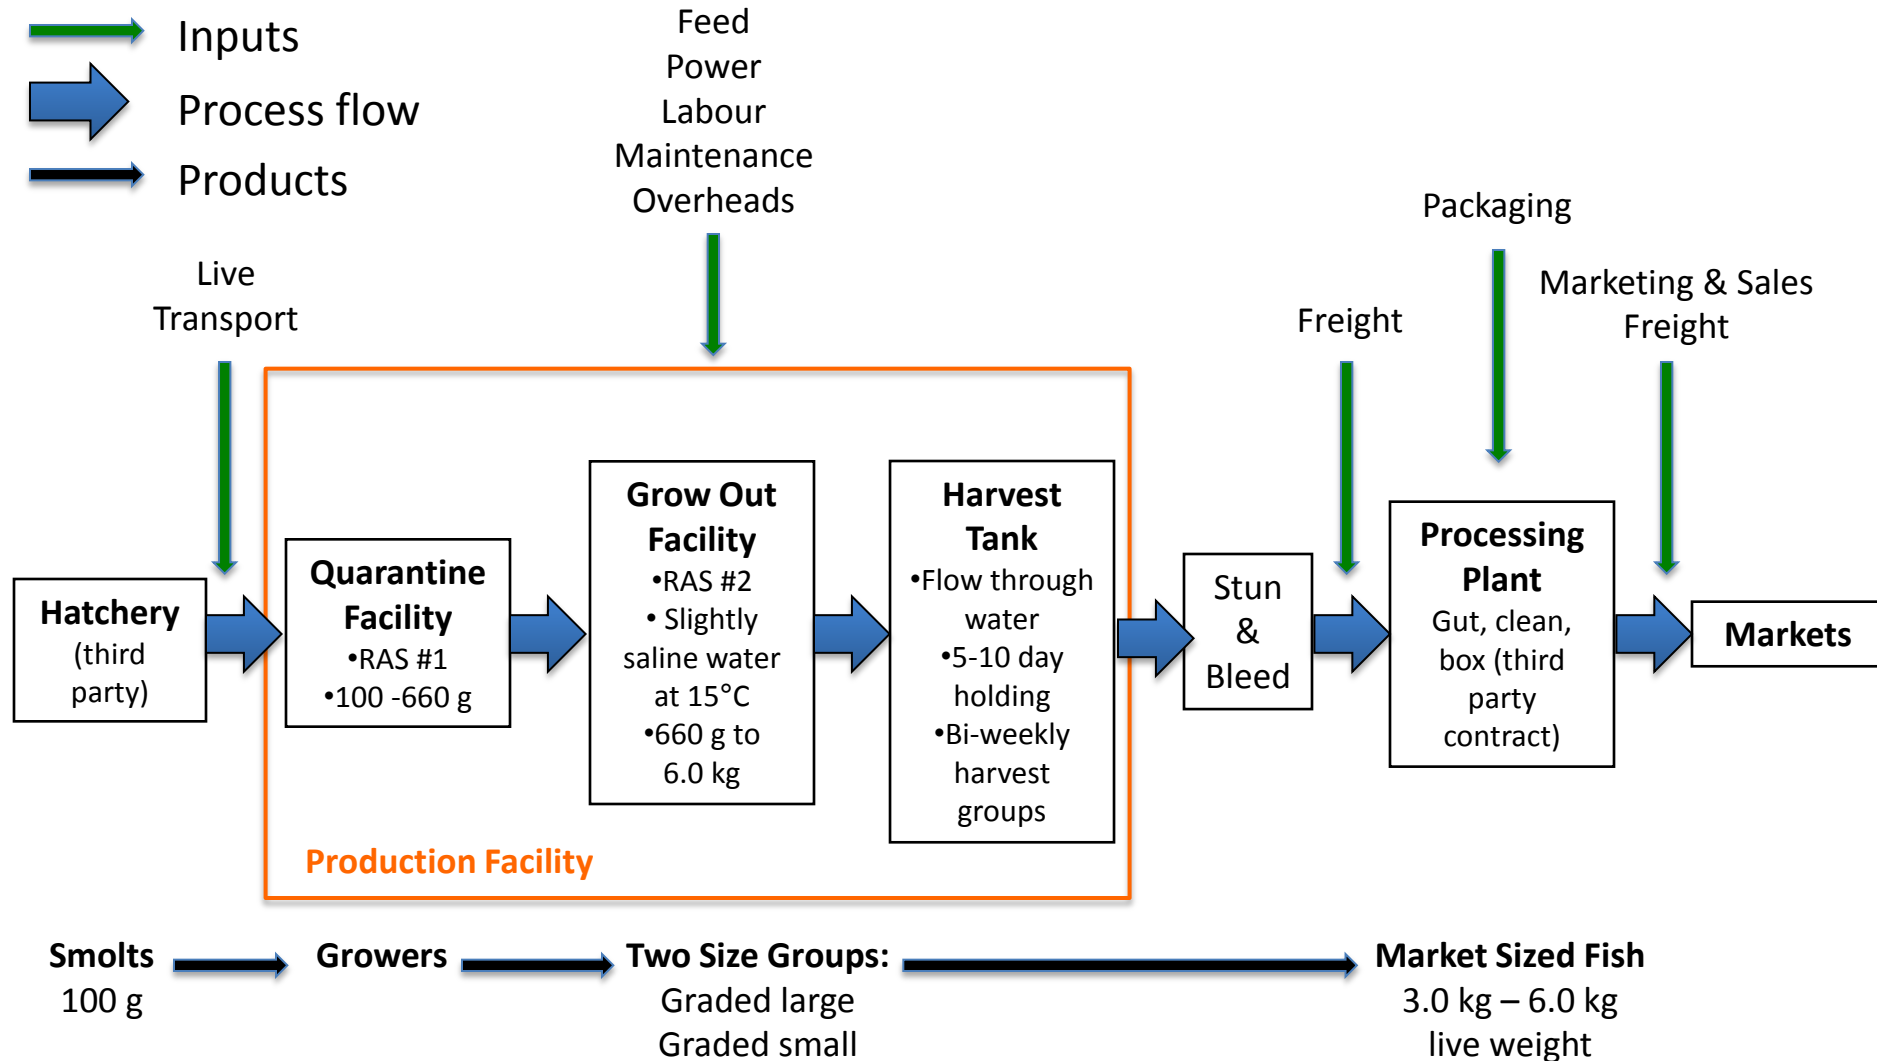 Inputs
Process flow
Products
Feed
Power
Labour
Maintenance
Overheads
Live
Transport
Packaging
Freight
Marketing & Sales
Freight
Hatchery
(third
party)
Quarantine
Facility
•RAS #1
•100 -660 g
Grow Out
Facility
•RAS #2
• Slightly
saline water
at 15°C
•660 g to
6.0 kg
Harvest
Tank
•Flow through
water
•5-10 day
holding
•Bi-weekly
harvest
groups
Stun
&
Bleed
Processing
Plant
Gut, clean,
box (third
party
contract)
Markets
Production Facility
Smolts
100 g
Growers
Two Size Groups:
Graded large
Graded small
Market Sized Fish
3.0 kg – 6.0 kg
live weight